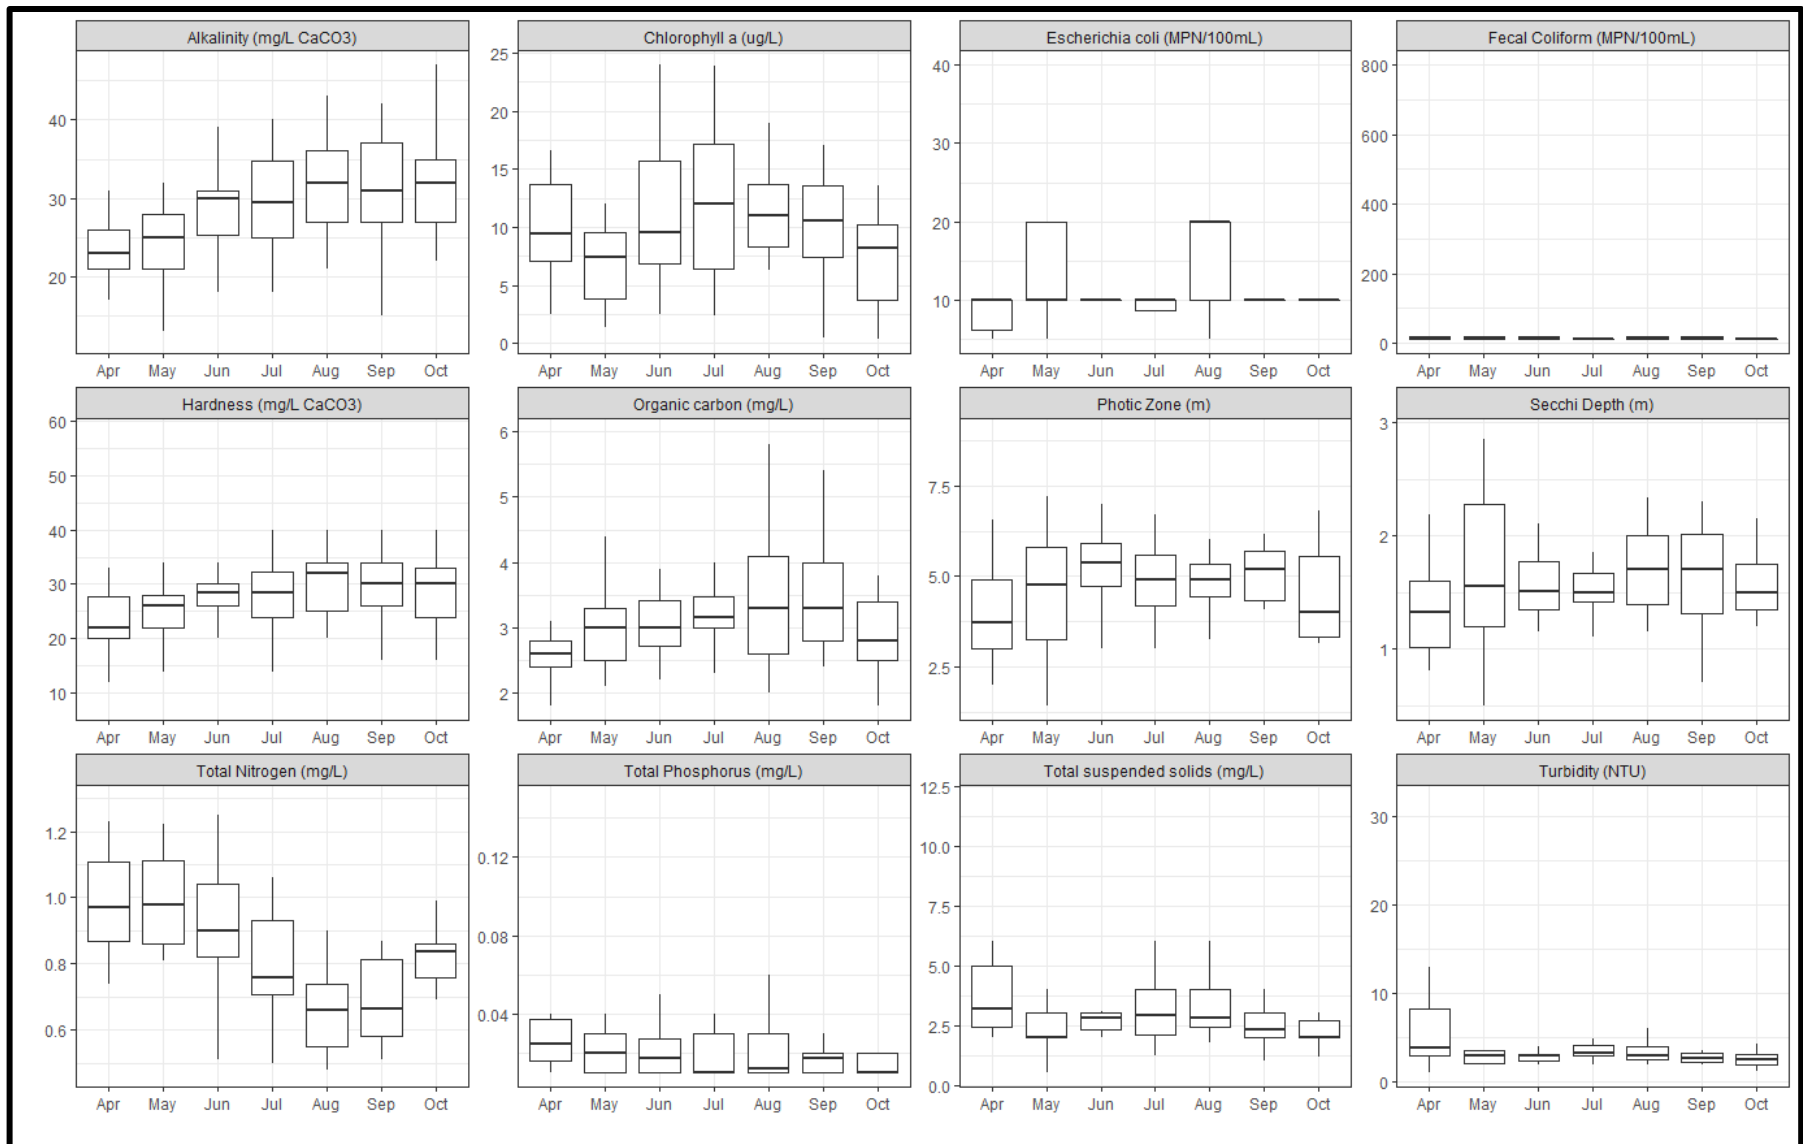 Alkalinity (mg/L CaCO3)
20
30
40
Apr May Jun Jul Aug Sep Oct
Chlorophyll a (ug/L)
0
5
10
15
20
25
Apr May Jun Jul Aug Sep Oct
Escherichia coli (MPN/100mL)
10
20
30
40
Apr May Jun Jul Aug Sep Oct
Fecal Coliform (MPN/100mL)
0
200
400
600
800
Apr May Jun Jul Aug Sep Oct
Hardness (mg/L CaCO3)
10
20
30
40
50
60
Apr May Jun Jul Aug Sep Oct
Organic carbon (mg/L)
2
3
4
5
6
Apr May Jun Jul Aug Sep Oct
Photic Zone (m)
2.5
5.0
7.5
Apr May Jun Jul Aug Sep Oct
Secchi Depth (m)
1
2
3
Apr May Jun Jul Aug Sep Oct
Total Nitrogen (mg/L)
0.6
0.8
1.0
1.2
Apr May Jun Jul Aug Sep Oct
Total Phosphorus (mg/L)
0.04
0.08
0.12
Apr May Jun Jul Aug Sep Oct
Total suspended solids (mg/L)
0.0
2.5
5.0
7.5
10.0
12.5
Apr May Jun Jul Aug Sep Oct
Turbidity (NTU)
0
10
20
30
Apr May Jun Jul Aug Sep Oct